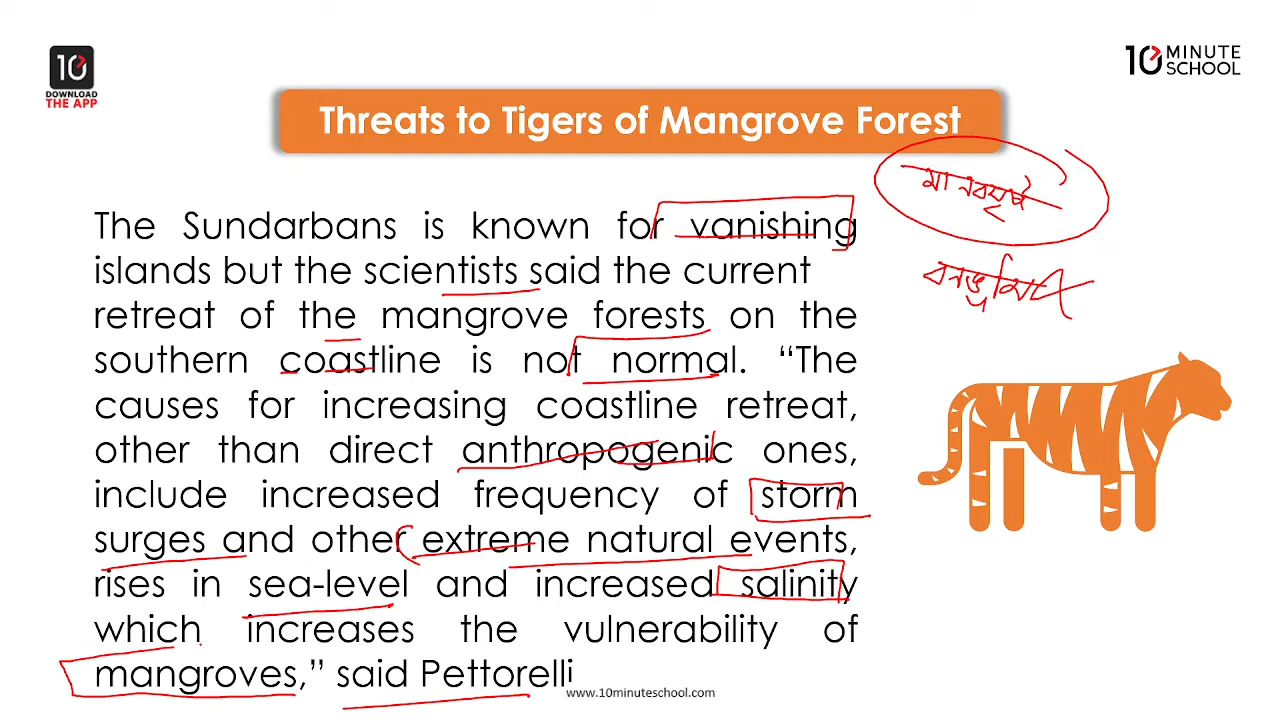 10
DOWNLOAD
THE APP
10 MINUTE
SCHOOL
Threats to Tigers of Mangrove Forest
The Sundarbans is known for vanishing
islands but the scientists said the current
retreat of the mangrove forests on the
southern coastline is not normal. “The
causes for increasing coastline retreat,
other than direct anthropogenic ones,
include increased frequency of storm
surges and other extreme natural events,
rises in sea-level and increased salinity
which increases the vulnerability of
mangroves,” said Pettorelli
www.10minuteschool.com